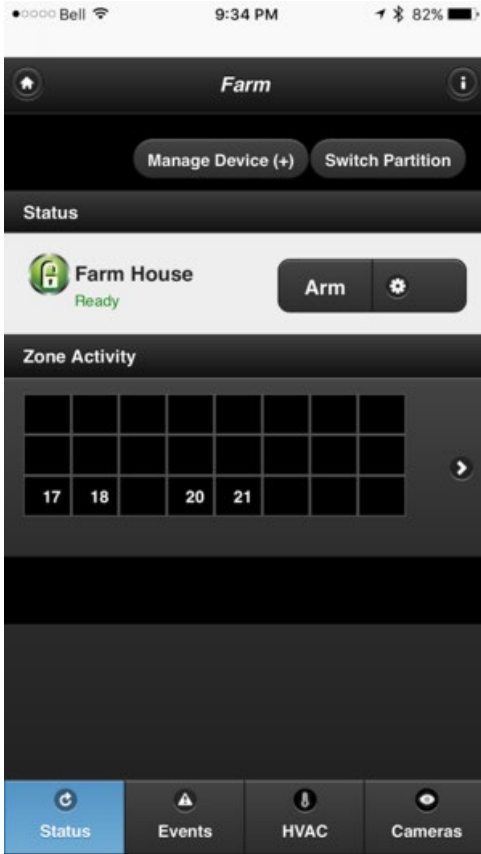 Bell 9:34 PM 82%
Farm
Manage Device (+) Switch Partition
Status
Farm House
Ready
Arm
Zone Activity
17 18 20 21
Status Events HVAC Cameras